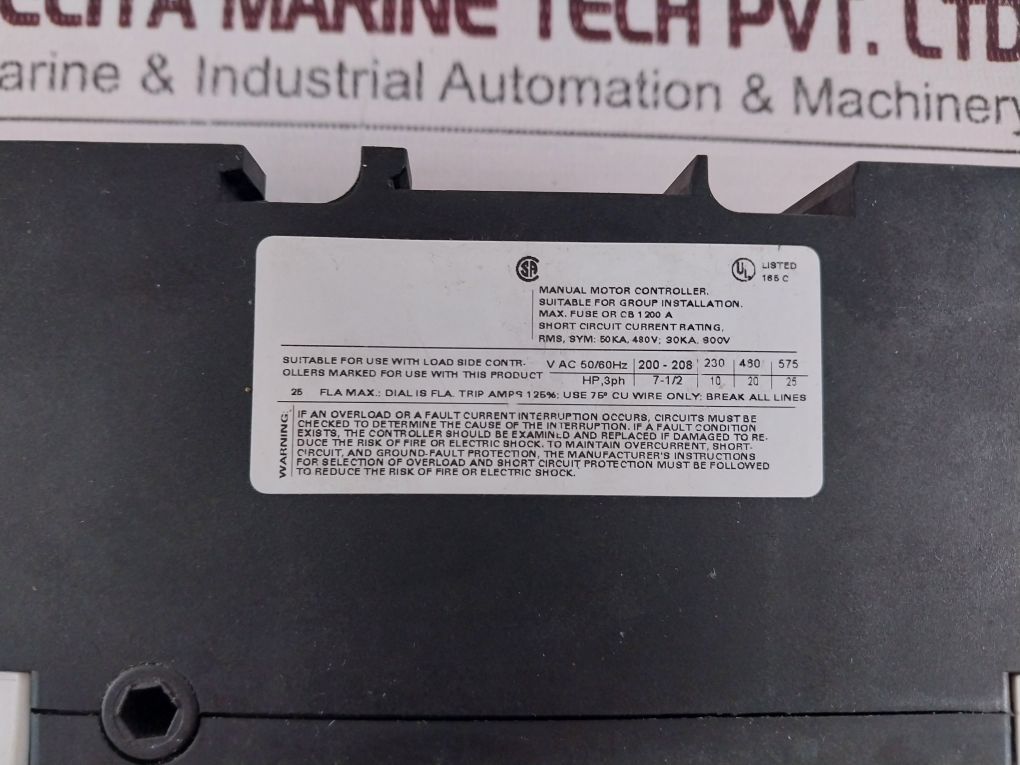 MARINE TECH PVT. LTD
arine & Industrial Automation & Machinery
SA
UL LISTED
165 C
MANUAL MOTOR CONTROLLER.
SUITABLE FOR GROUP INSTALLATION.
MAX. FUSE OR CB 1200 A
SHORT CIRCUIT CURRENT RATING,
RMS, SYM: 50KA, 480V; 30KA, 600V
SUITABLE FOR USE WITH LOAD SIDE CONTR-
OLLERS MARKED FOR USE WITH THIS PRODUCT
V AC 50/60Hz 200 - 208 230 480 575
HP,3ph 7-1/2 10 20 25
25 FLA MAX.; DIAL IS FLA. TRIP AMPS 125%; USE 75° CU WIRE ONLY; BREAK ALL LINES
WARNING:
IF AN OVERLOAD OR A FAULT CURRENT INTERRUPTION OCCURS, CIRCUITS MUST BE
CHECKED TO DETERMINE THE CAUSE OF THE INTERRUPTION. IF A FAULT CONDITION
EXISTS, THE CONTROLLER SHOULD BE EXAMINED AND REPLACED IF DAMAGED TO RE-
DUCE THE RISK OF FIRE OR ELECTRIC SHOCK. TO MAINTAIN OVERCURRENT, SHORT-
CIRCUIT, AND GROUND-FAULT PROTECTION, THE MANUFACTURER'S INSTRUCTIONS
FOR SELECTION OF OVERLOAD AND SHORT CIRCUIT PROTECTION MUST BE FOLLOWED
TO REDUCE THE RISK OF FIRE OR ELECTRIC SHOCK.